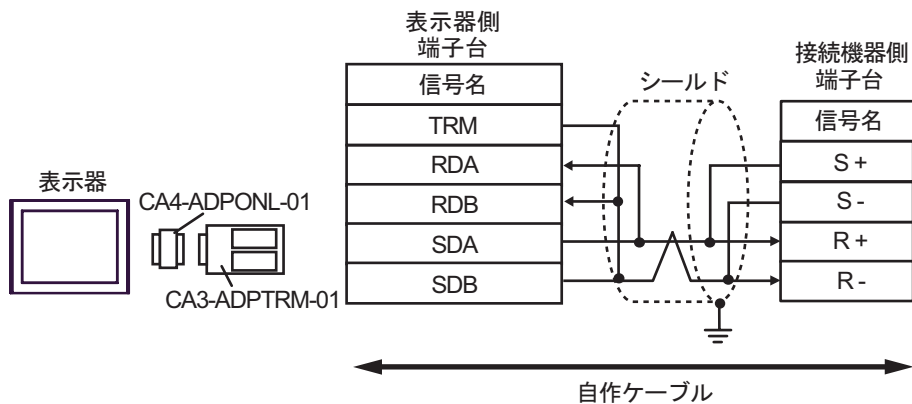 表示器
CA4-ADPONL-01
CA3-ADPTRM-01
表示器側
端子台
信号名
TRM
RDA
RDB
SDA
SDB
シールド
接続機器側
端子台
信号名
S+
S-
R+
R-
自作ケーブル